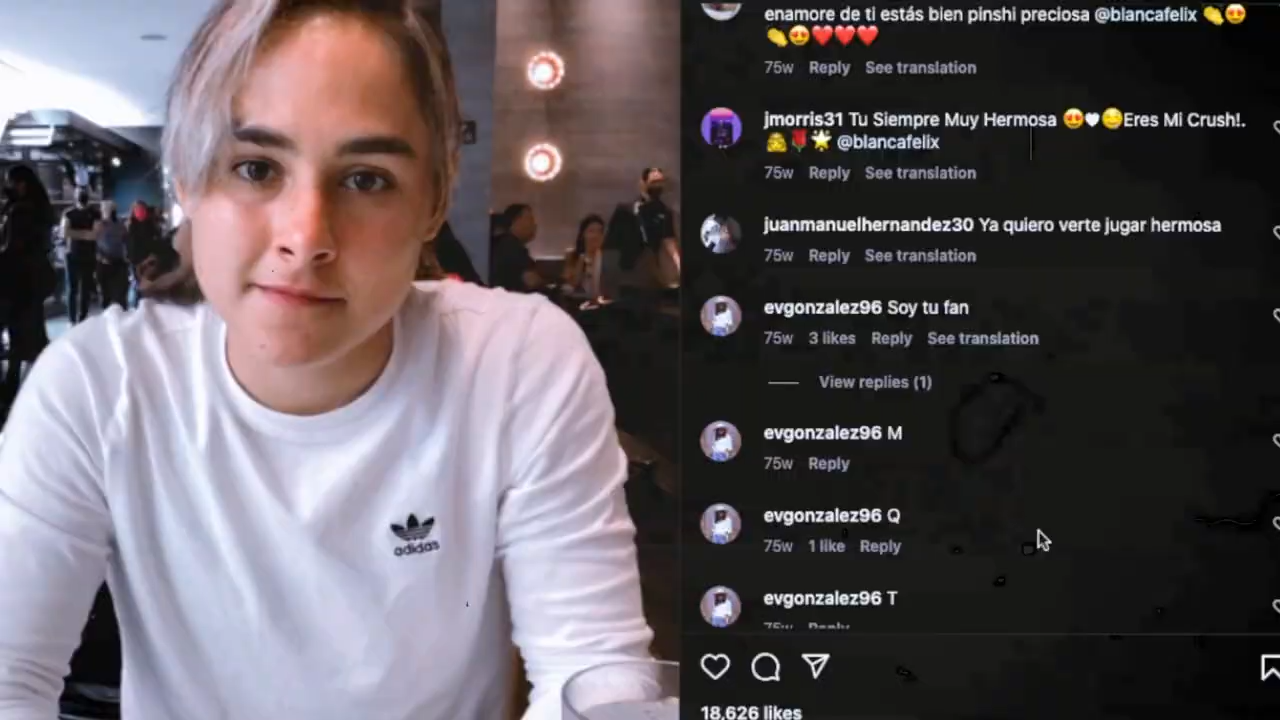 enamore de ti estás bien pinshi preciosa @blancafelix 👏😍
👏😍❤️❤️❤️
75w Reply See translation
jmorris31 Tu Siempre Muy Hermosa 😍🤍😊Eres Mi Crush!.
👸🌹🌟 @blancafelix
75w Reply See translation
juanmanuelhernandez30 Ya quiero verte jugar hermosa
75w Reply See translation
evgonzalez96 Soy tu fan
75w 3 likes Reply See translation
View replies (1)
evgonzalez96 M
75w Reply
evgonzalez96 Q
75w 1 like Reply
evgonzalez96 T
75w Reply
18,626 likes
adidas